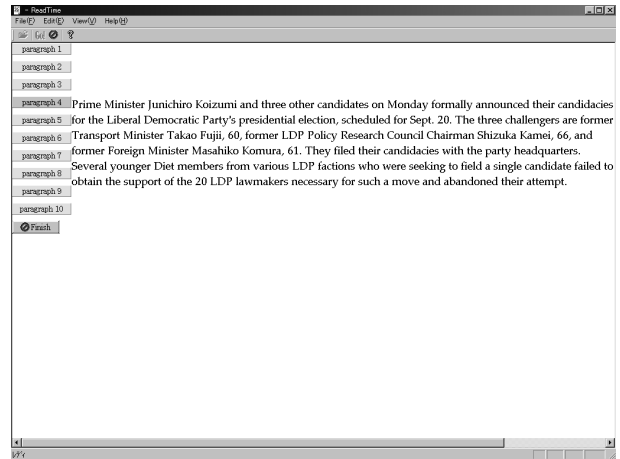 - ReadTime
File(F) Edit(E) View(V) Help(H)
paragraph 1
paragraph 2
paragraph 3
paragraph 4
paragraph 5
paragraph 6
paragraph 7
paragraph 8
paragraph 9
paragraph 10
Finish
Prime Minister Junichiro Koizumi and three other candidates on Monday formally announced their candidacies
for the Liberal Democratic Party's presidential election, scheduled for Sept. 20. The three challengers are former
Transport Minister Takao Fujii, 60, former LDP Policy Research Council Chairman Shizuka Kamei, 66, and
former Foreign Minister Masahiko Komura, 61. They filed their candidacies with the party headquarters.
Several younger Diet members from various LDP factions who were seeking to field a single candidate failed to
obtain the support of the 20 LDP lawmakers necessary for such a move and abandoned their attempt.
ﾚﾃﾞｨ